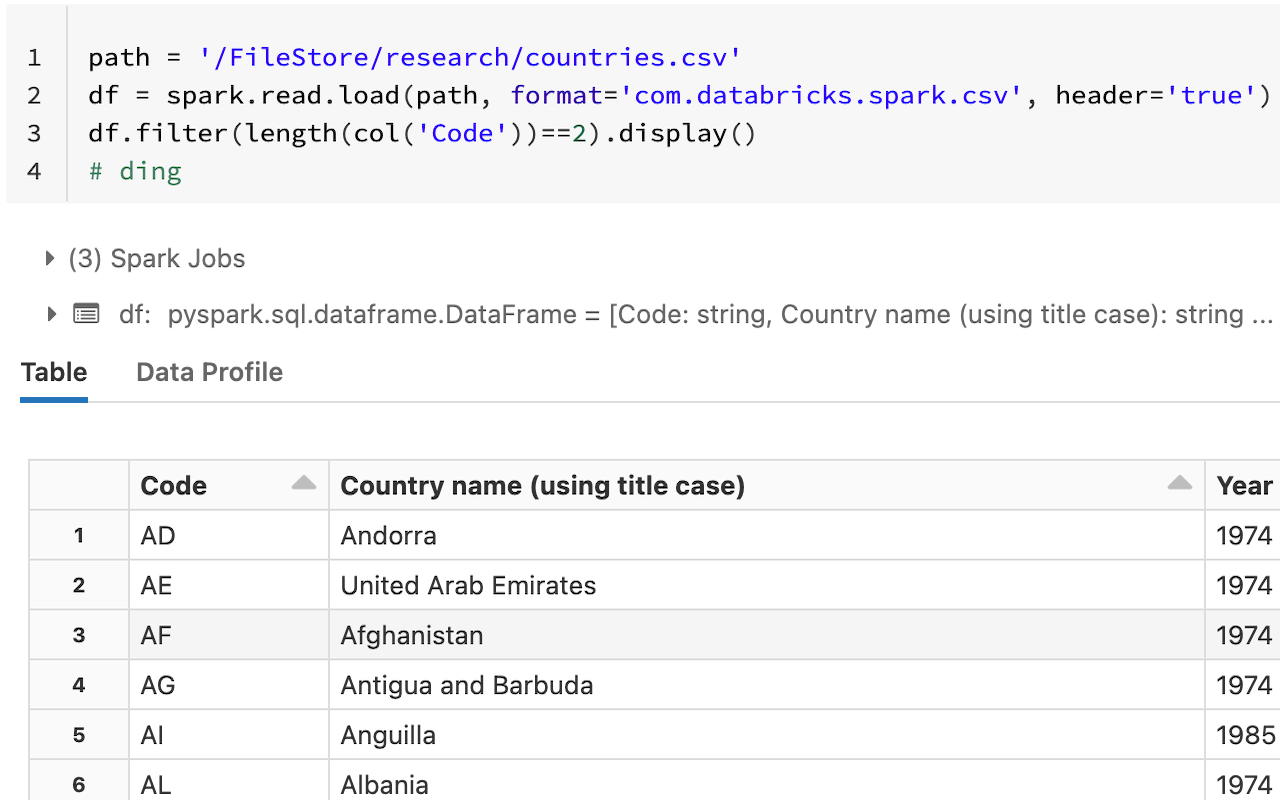 1 path = '/FileStore/research/countries.csv'
2 df = spark.read.load(path, format='com.databricks.spark.csv', header='true')
3 df.filter(length(col('Code'))==2).display()
4 # ding
(3) Spark Jobs
df: pyspark.sql.dataframe.DataFrame = [Code: string, Country name (using title case): string ...
Table Data Profile
Code Country name (using title case) Year
1 AD Andorra 1974
2 AE United Arab Emirates 1974
3 AF Afghanistan 1974
4 AG Antigua and Barbuda 1974
5 AI Anguilla 1985
6 AL Albania 1974